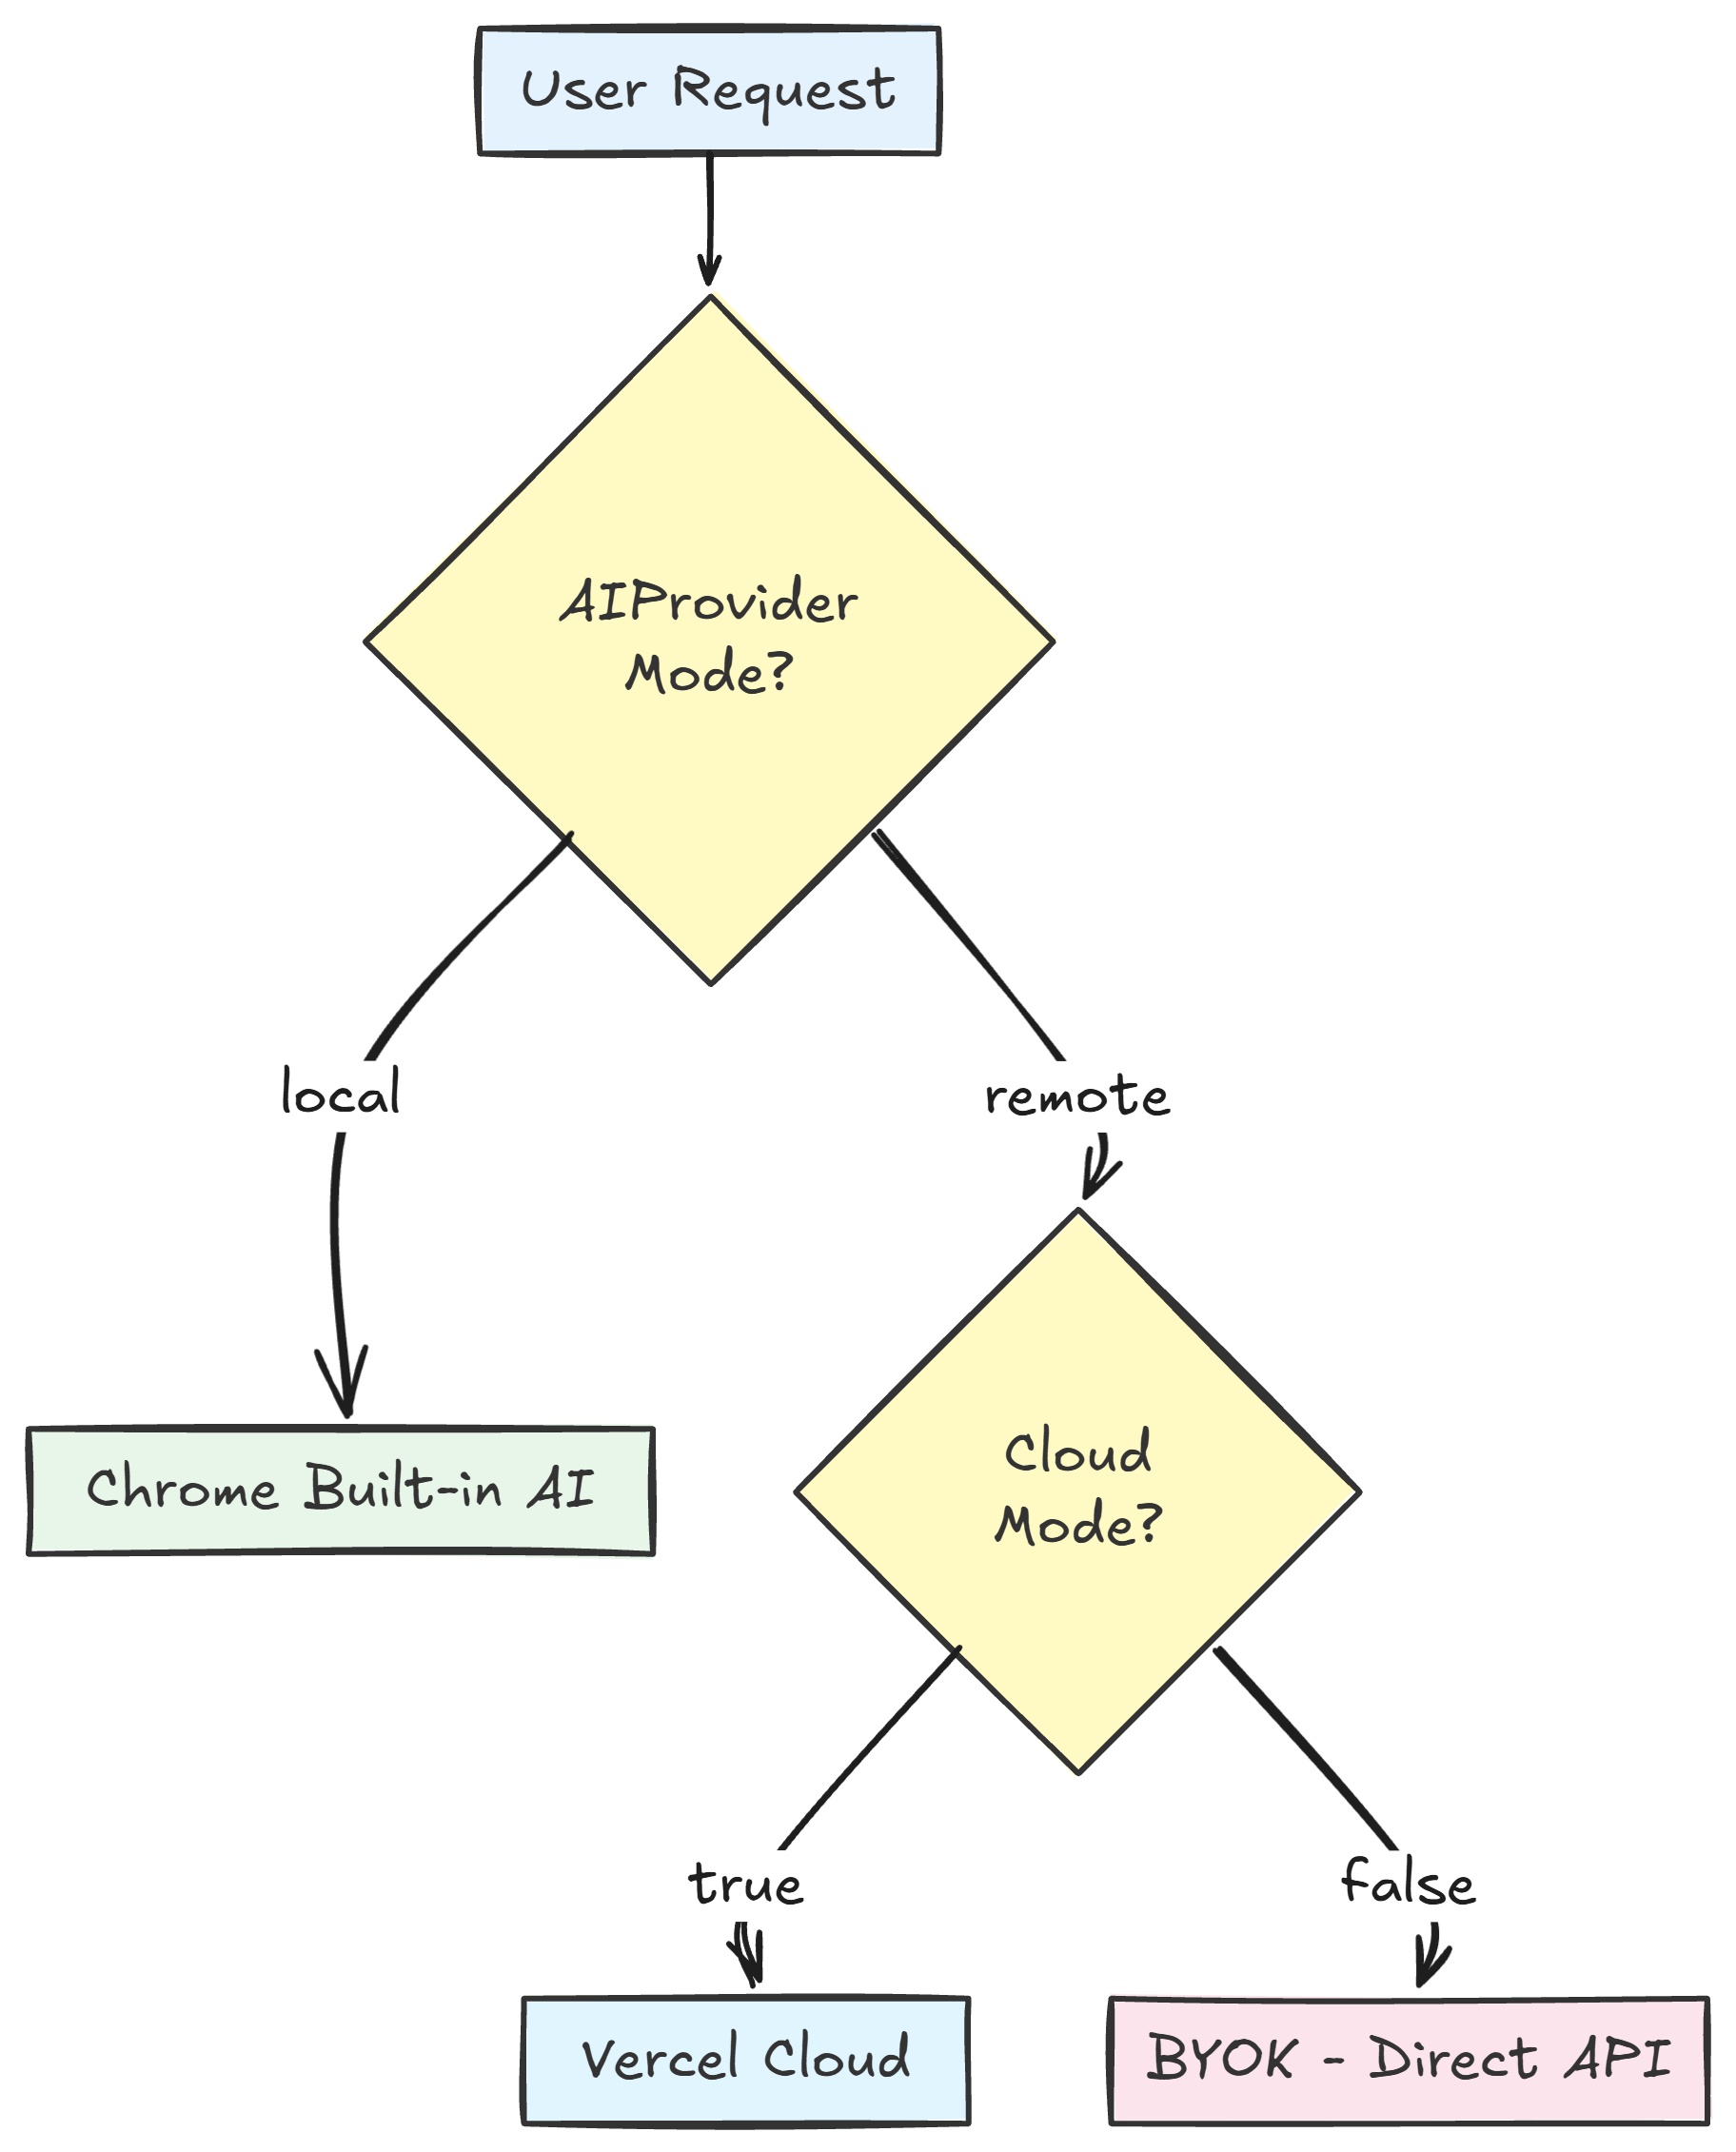 User Request
AIProvider
Mode?
local
remote
Chrome Built-in AI
Cloud
Mode?
true
false
Vercel Cloud
BYOK - Direct API